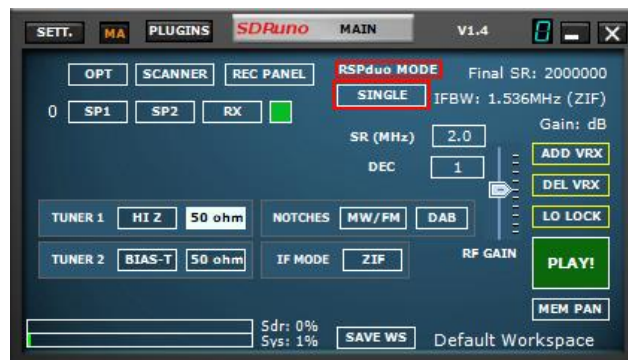 SETT. MA PLUGINS SDRuno MAIN V1.4 8
OPT SCANNER REC PANEL RSPduo MODE Final SR: 2000000
SINGLE IFBW: 1.536MHz (ZIF)
0 SP1 SP2 RX Gain: dB
SR (MHz) 2.0
ADD VRX
DEC 1
DEL VRX
TUNER 1 HI Z 50 ohm NOTCHES MW/FM DAB LO LOCK
TUNER 2 BIAS-T 50 ohm IF MODE ZIF RF GAIN PLAY!
MEM PAN
Sdr: 0%
Sys: 1% SAVE WS Default Workspace